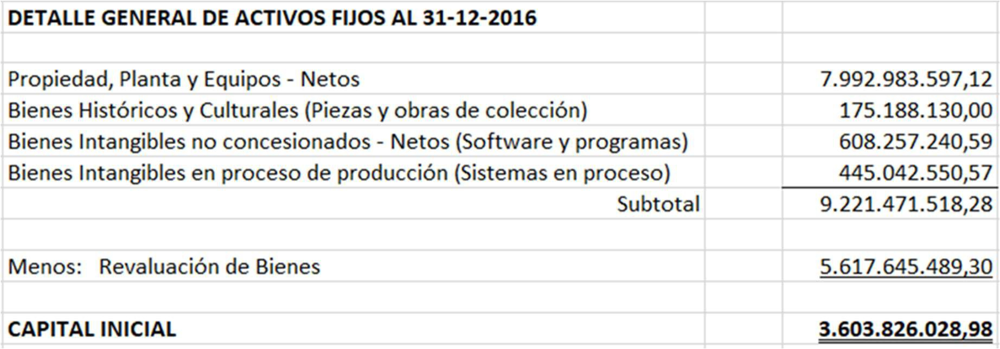 DETALLE GENERAL DE ACTIVOS FIJOS AL 31-12-2016
Propiedad, Planta y Equipos - Netos 7.992.983.597,12
Bienes Históricos y Culturales (Piezas y obras de colección) 175.188.130,00
Bienes Intangibles no concesionados - Netos (Software y programas) 608.257.240,59
Bienes Intangibles en proceso de producción (Sistemas en proceso) 445.042.550,57
Subtotal 9.221.471.518,28
Menos: Revaluación de Bienes 5.617.645.489,30
CAPITAL INICIAL 3.603.826.028,98